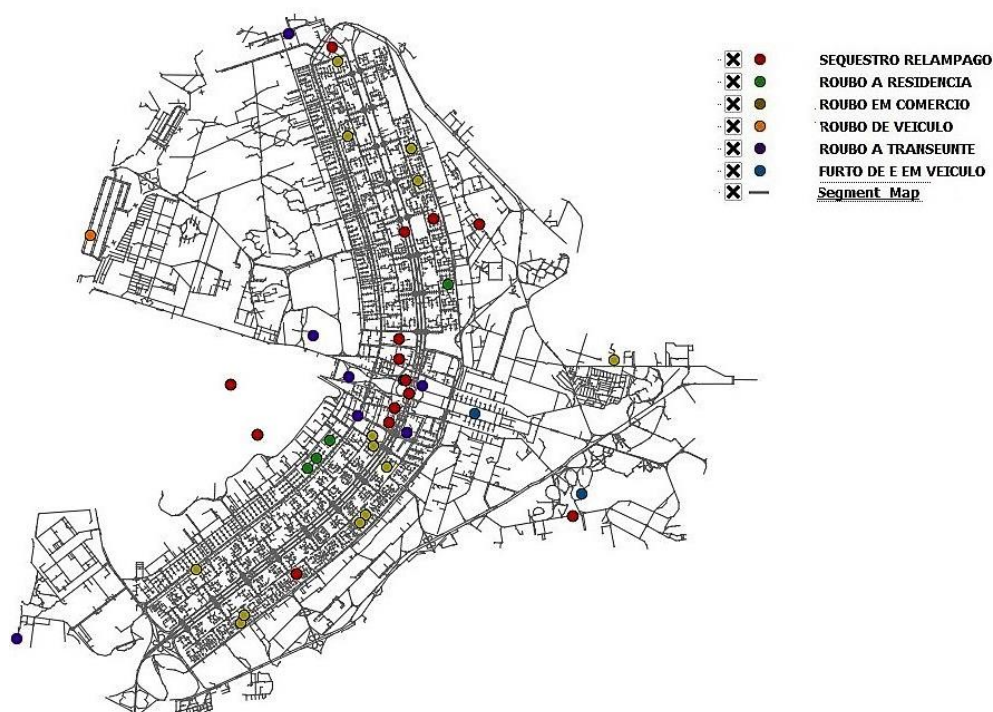 SEQUESTRO RELAMPAGO
ROUBO A RESIDENCIA
ROUBO EM COMERCIO
ROUBO DE VEICULO
ROUBO A TRANSEUNTE
FURTO DE E EM VEICULO
Segment Map